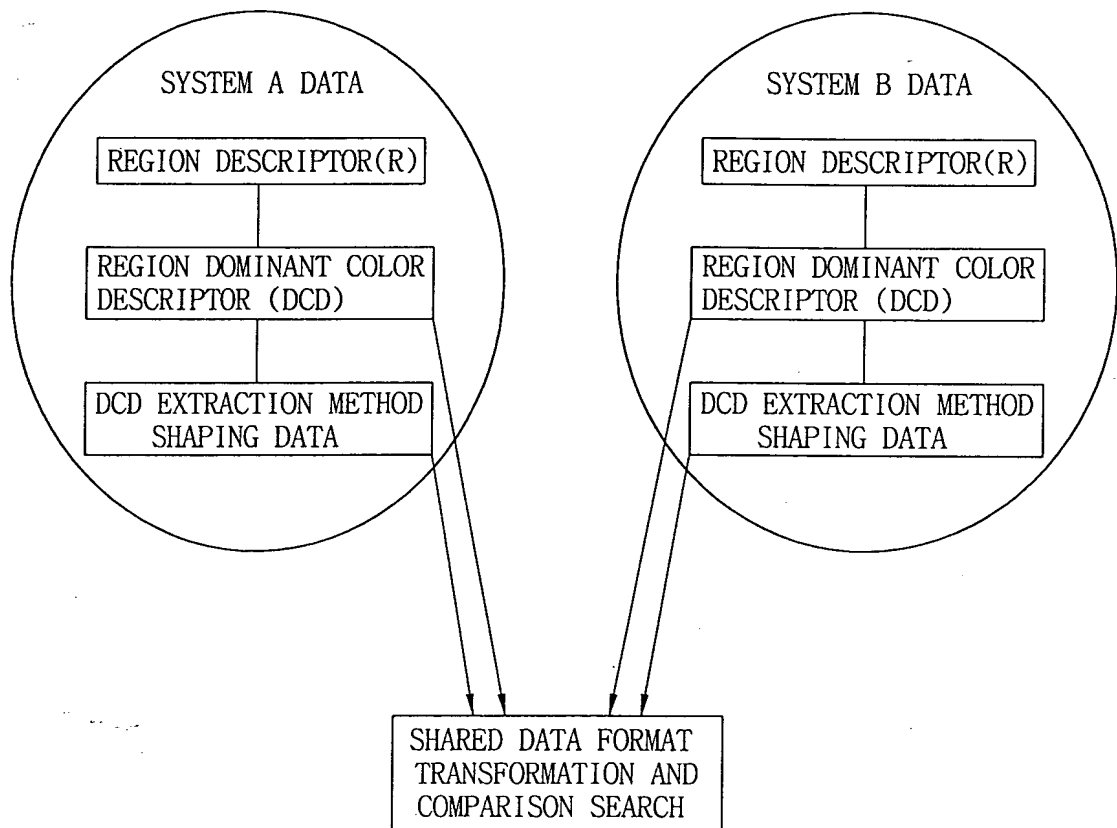 SYSTEM A DATA
REGION DESCRIPTOR(R)
REGION DOMINANT COLOR
DESCRIPTOR (DCD)
DCD EXTRACTION METHOD
SHAPING DATA
SYSTEM B DATA
REGION DESCRIPTOR(R)
REGION DOMINANT COLOR
DESCRIPTOR (DCD)
DCD EXTRACTION METHOD
SHAPING DATA
SHARED DATA FORMAT
TRANSFORMATION AND
COMPARISON SEARCH